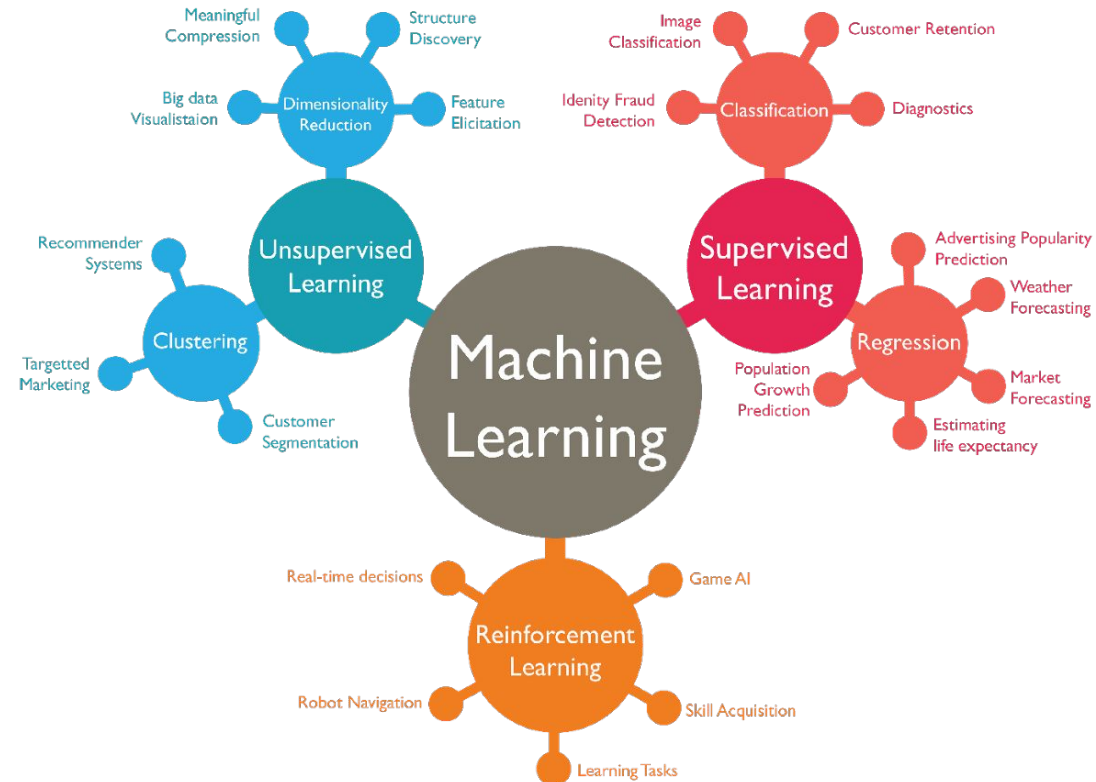 Meaningful
Compression
Structure
Discovery
Big data
Visualistaion
Dimensionality
Reduction
Feature
Elicitation
Unsupervised
Learning
Recommender
Systems
Clustering
Targetted
Marketing
Customer
Segmentation
Machine
Learning
Image
Classification
Customer Retention
Idenity Fraud
Detection
Classification
Diagnostics
Supervised
Learning
Advertising Popularity
Prediction
Weather
Forecasting
Regression
Population
Growth
Prediction
Market
Forecasting
Estimating
life expectancy
Real-time decisions
Game AI
Reinforcement
Learning
Robot Navigation
Skill Acquisition
Learning Tasks